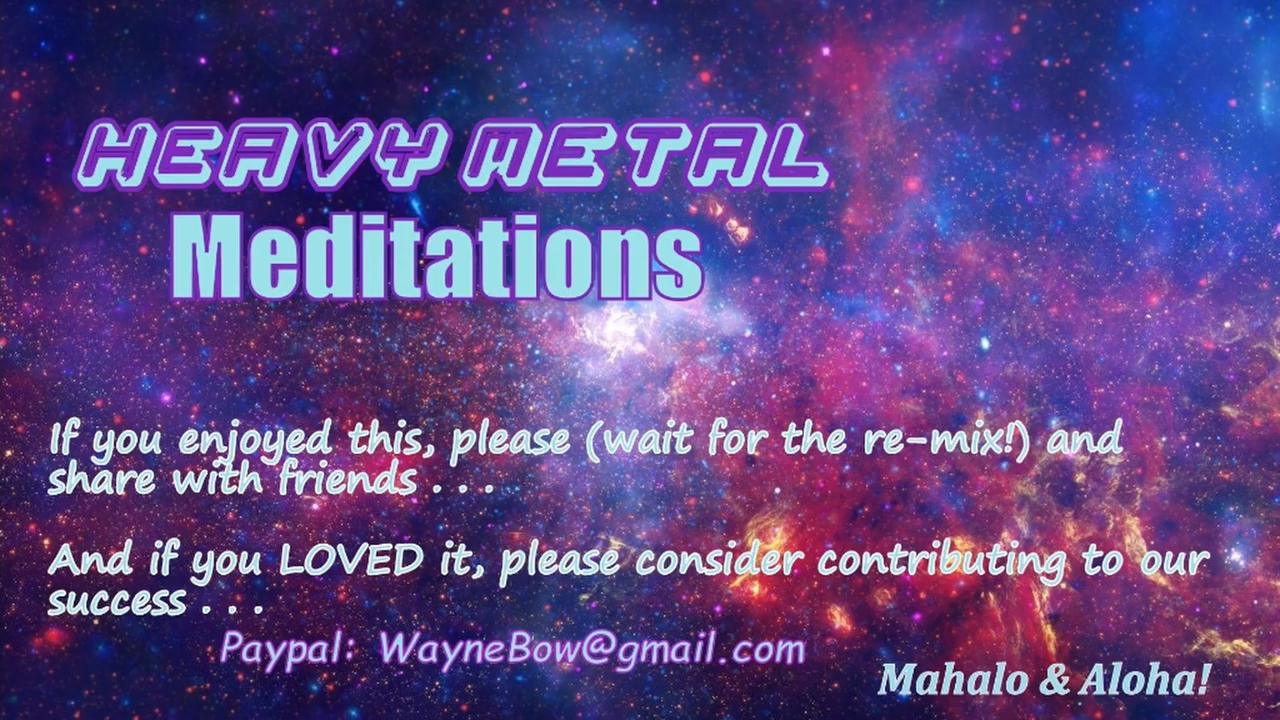 HEAVY METAL
Meditations
If you enjoyed this, please (wait for the re-mix!) and
share with friends . . .
And if you LOVED it, please consider contributing to our
success . . .
Paypal: WayneBow@gmail.com
Mahalo & Aloha!